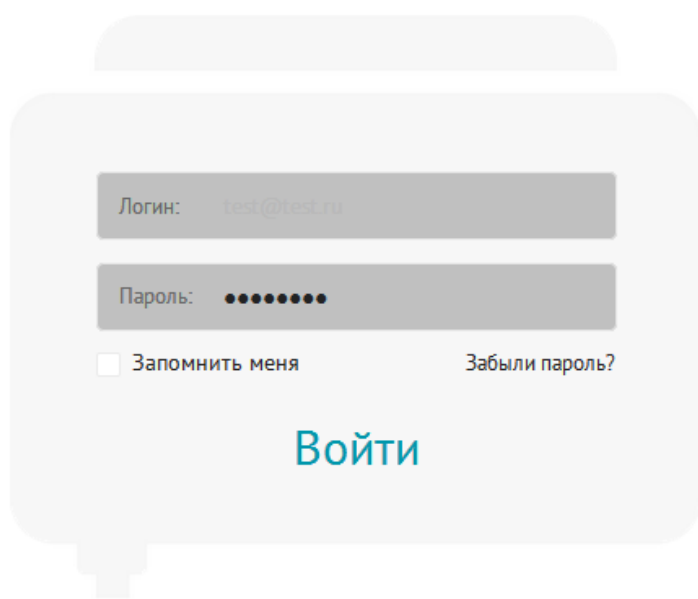 Логин: test@test.ru
Пароль: ●●●●●●●●
Запомнить меня Забыли пароль?
Войти